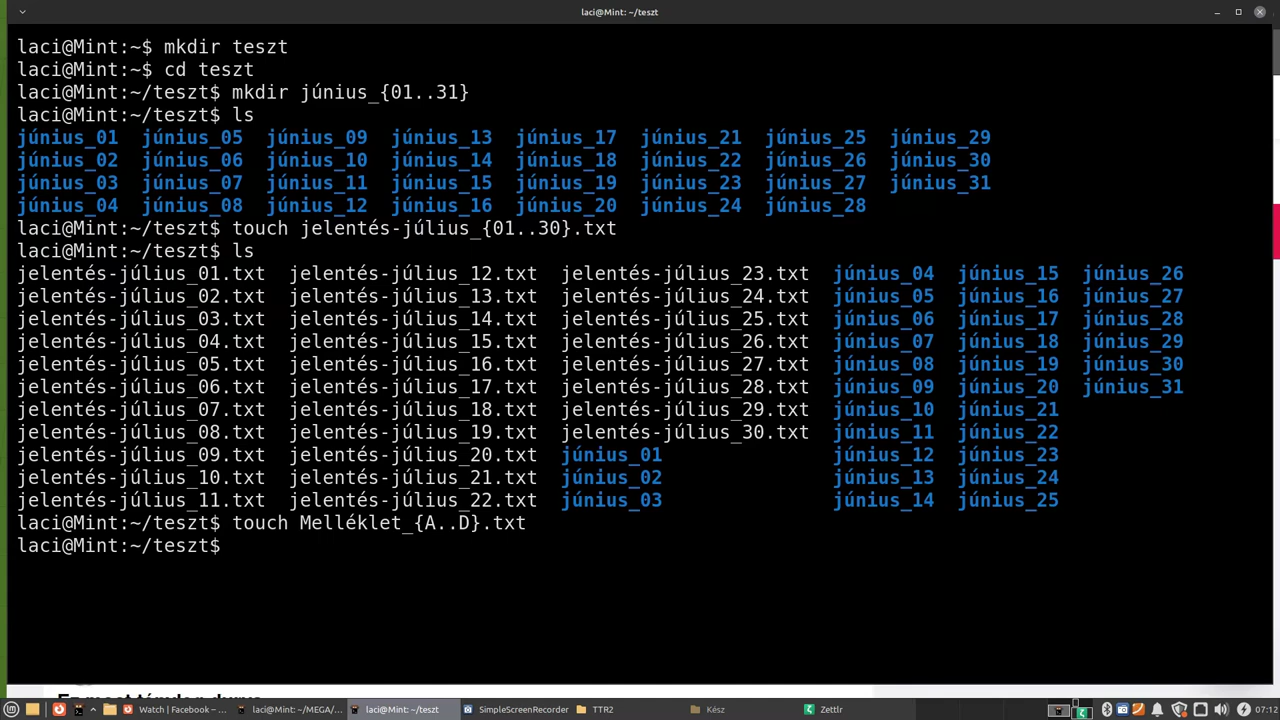 laci@Mint: ~/teszt
laci@Mint:~$ mkdir teszt
laci@Mint:~$ cd teszt
laci@Mint:~/teszt$ mkdir június_{01..31}
laci@Mint:~/teszt$ ls
június_01 június_05 június_09 június_13 június_17 június_21 június_25 június_29
június_02 június_06 június_10 június_14 június_18 június_22 június_26 június_30
június_03 június_07 június_11 június_15 június_19 június_23 június_27 június_31
június_04 június_08 június_12 június_16 június_20 június_24 június_28
laci@Mint:~/teszt$ touch jelentés-július_{01..30}.txt
laci@Mint:~/teszt$ ls
jelentés-július_01.txt jelentés-július_12.txt jelentés-július_23.txt június_04 június_15 június_26
jelentés-július_02.txt jelentés-július_13.txt jelentés-július_24.txt június_05 június_16 június_27
jelentés-július_03.txt jelentés-július_14.txt jelentés-július_25.txt június_06 június_17 június_28
jelentés-július_04.txt jelentés-július_15.txt jelentés-július_26.txt június_07 június_18 június_29
jelentés-július_05.txt jelentés-július_16.txt jelentés-július_27.txt június_08 június_19 június_30
jelentés-július_06.txt jelentés-július_17.txt jelentés-július_28.txt június_09 június_20 június_31
jelentés-július_07.txt jelentés-július_18.txt jelentés-július_29.txt június_10 június_21
jelentés-július_08.txt jelentés-július_19.txt jelentés-július_30.txt június_11 június_22
jelentés-július_09.txt jelentés-július_20.txt június_01 június_12 június_23
jelentés-július_10.txt jelentés-július_21.txt június_02 június_13 június_24
jelentés-július_11.txt jelentés-július_22.txt június_03 június_14 június_25
laci@Mint:~/teszt$ touch Melléklet_{A..D}.txt
laci@Mint:~/teszt$
Watch | Facebook – ... laci@Mint: ~/MEGA/... laci@Mint: ~/teszt SimpleScreenRecorder TTR2 Kész Zettlr 07:12